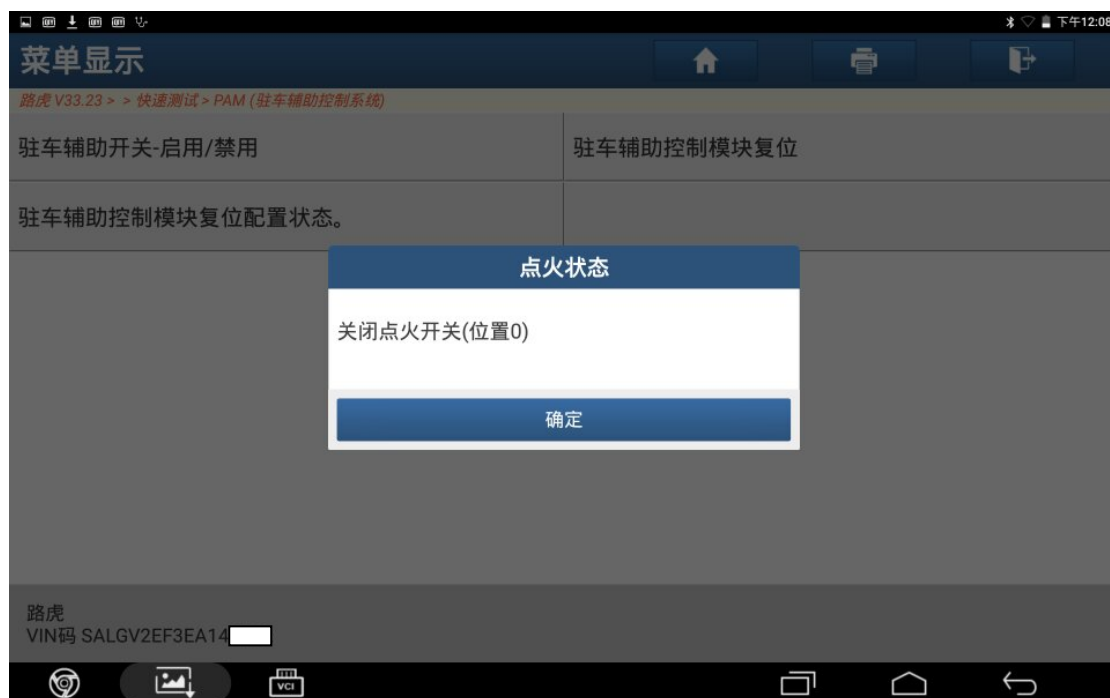 下午12:08
菜单显示
路虎 V33.23 > > 快速测试 > PAM (驻车辅助控制系统)
驻车辅助开关-启用/禁用
驻车辅助控制模块复位
驻车辅助控制模块复位配置状态。
点火状态
关闭点火开关(位置0)
确定
路虎
VIN码 SALGV2EF3EA14
VCI